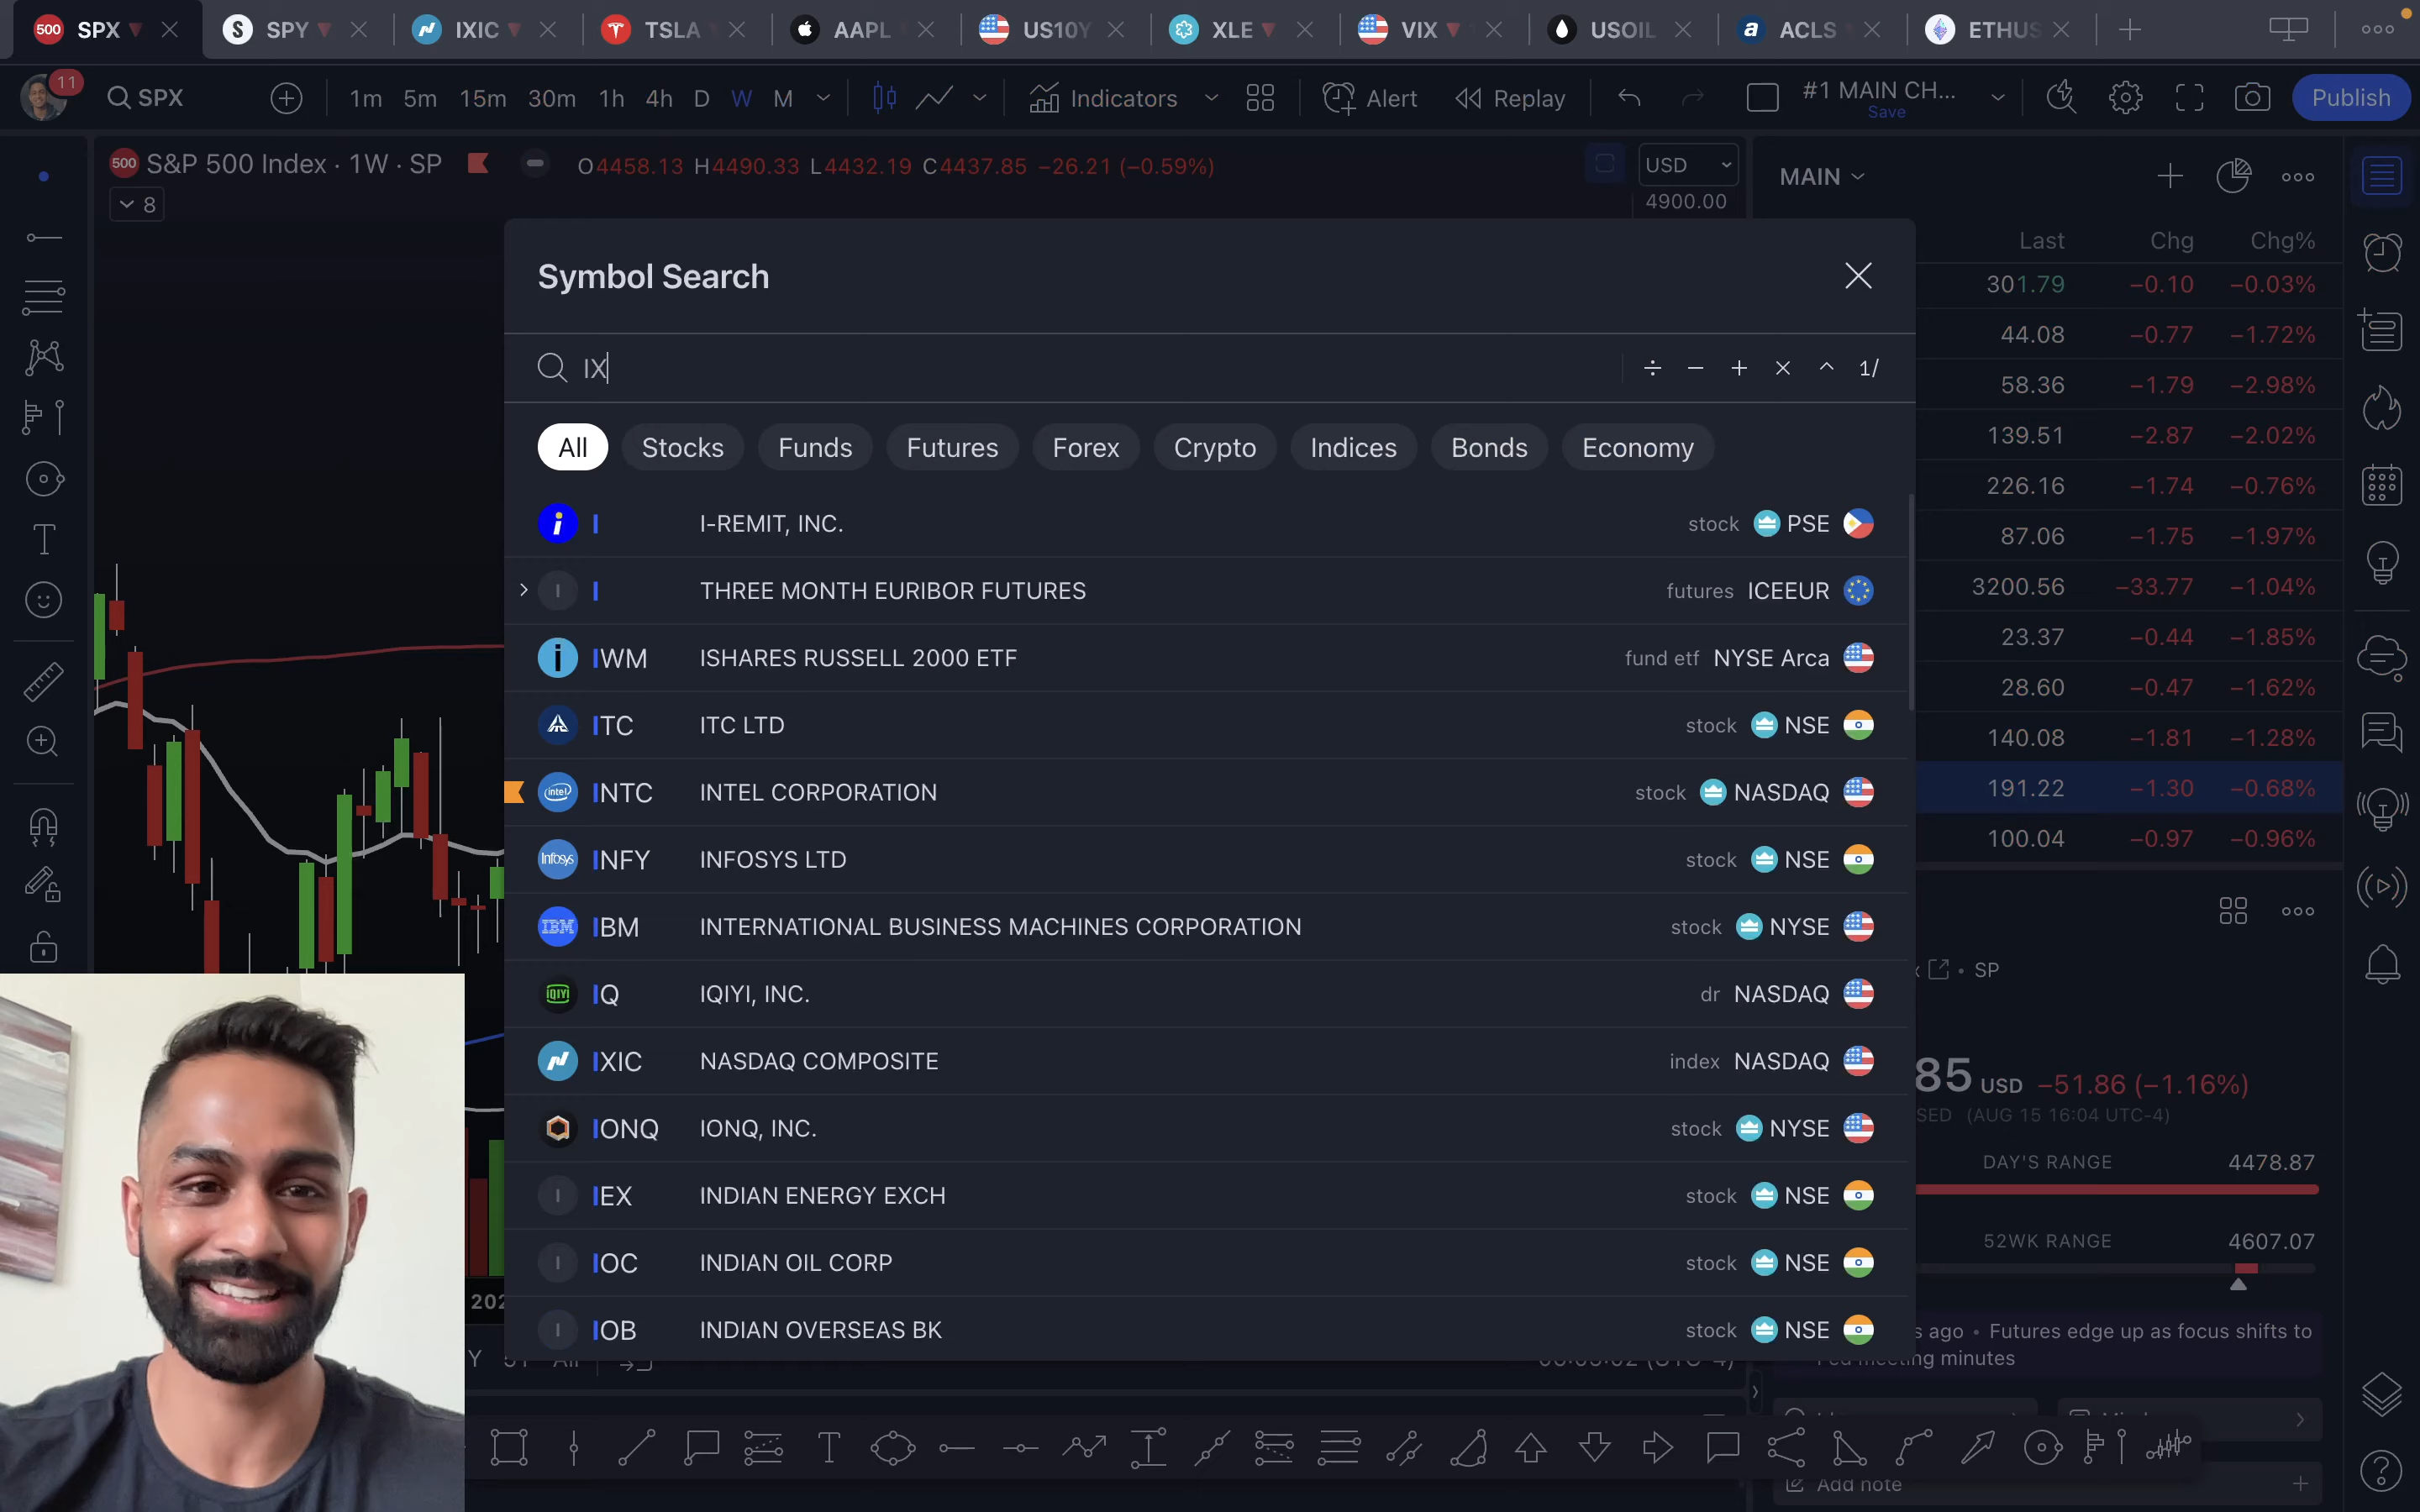 SPX SPY IXIC TSLA AAPL US10Y XLE VIX USOIL ACLS ETHUS
11 SPX 1m 5m 15m 30m 1h 4h D W M Indicators Alert Replay #1 MAIN CH... Save Publish
500 S&P 500 Index · 1W · SP O4458.13 H4490.33 L4432.19 C4437.85 −26.21 (−0.59%) USD
8
4900.00
MAIN
Last Chg Chg%
301.79 −0.10 −0.03%
44.08 −0.77 −1.72%
58.36 −1.79 −2.98%
139.51 −2.87 −2.02%
226.16 −1.74 −0.76%
87.06 −1.75 −1.97%
3200.56 −33.77 −1.04%
23.37 −0.44 −1.85%
28.60 −0.47 −1.62%
140.08 −1.81 −1.28%
191.22 −1.30 −0.68%
100.04 −0.97 −0.96%
Symbol Search
IX ÷ − + × ^ 1/
All Stocks Funds Futures Forex Crypto Indices Bonds Economy
I I-REMIT, INC. stock PSE
I THREE MONTH EURIBOR FUTURES futures ICEEUR
IWM ISHARES RUSSELL 2000 ETF fund etf NYSE Arca
ITC ITC LTD stock NSE
INTC INTEL CORPORATION stock NASDAQ
INFY INFOSYS LTD stock NSE
IBM INTERNATIONAL BUSINESS MACHINES CORPORATION stock NYSE
IQ IQIYI, INC. dr NASDAQ
IXIC NASDAQ COMPOSITE index NASDAQ
IONQ IONQ, INC. stock NYSE
IEX INDIAN ENERGY EXCH stock NSE
IOC INDIAN OIL CORP stock NSE
IOB INDIAN OVERSEAS BK stock NSE
• SP
85 USD −51.86 (−1.16%)
(AUG 15 16:04 UTC-4)
DAY'S RANGE 4478.87
52WK RANGE 4607.07
202
s ago • Futures edge up as focus shifts to
Fed meeting minutes
Add note